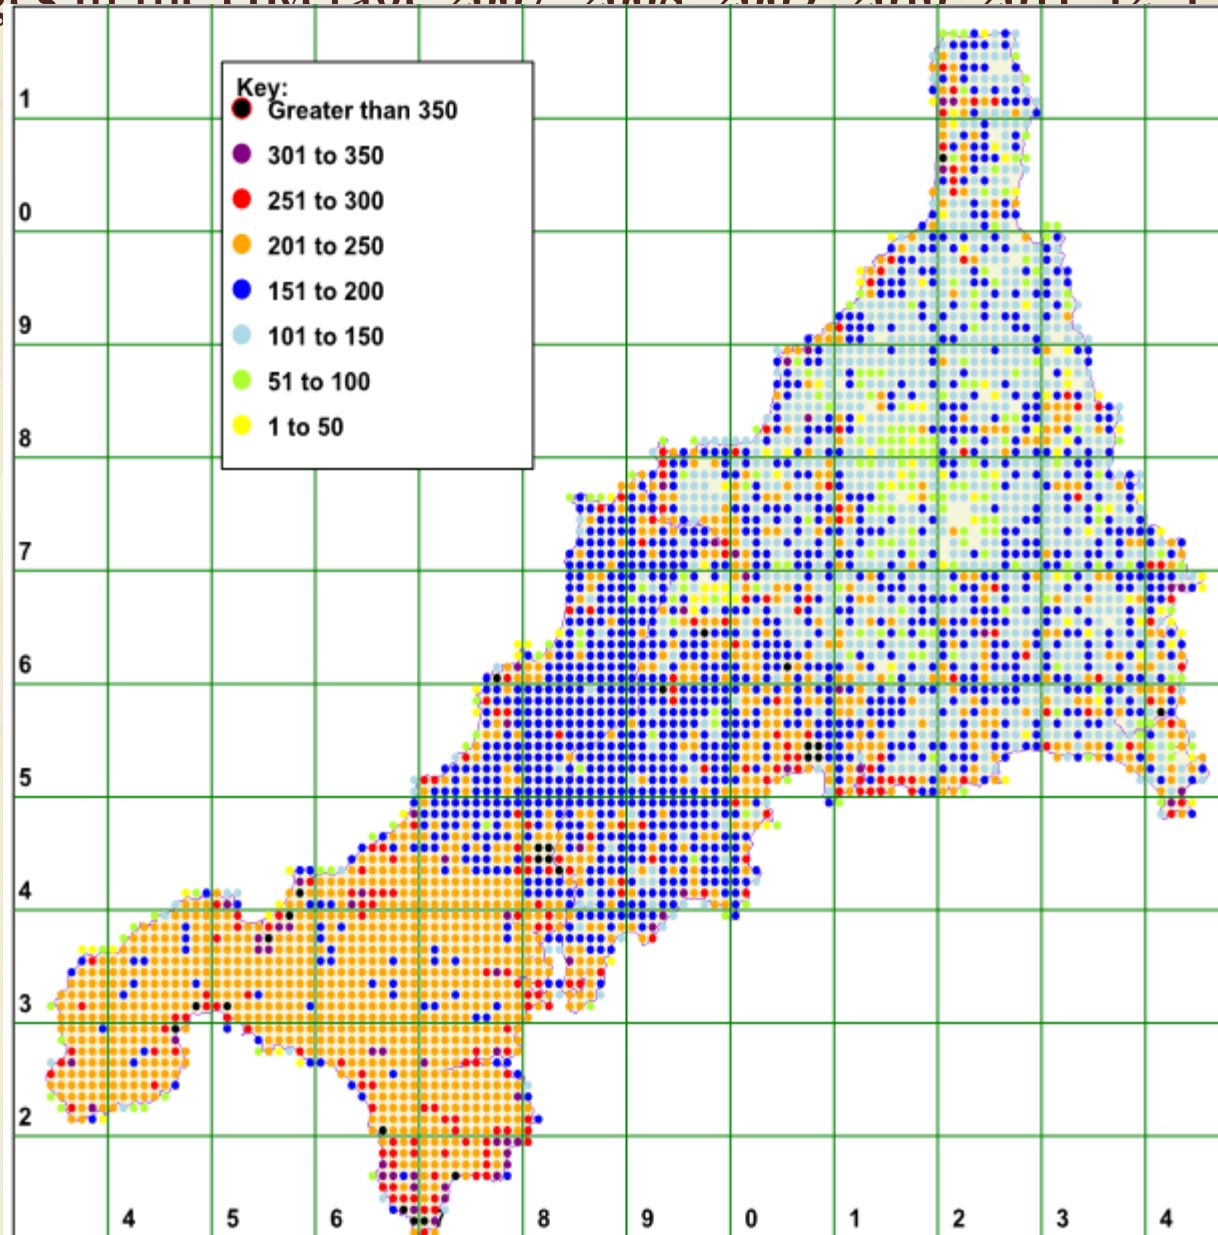 Key:
Greater than 350
301 to 350
251 to 300
201 to 250
151 to 200
101 to 150
51 to 100
1 to 50
1
0
9
8
7
6
5
4
3
2
4 5 6 7 8 9 0 1 2 3 4